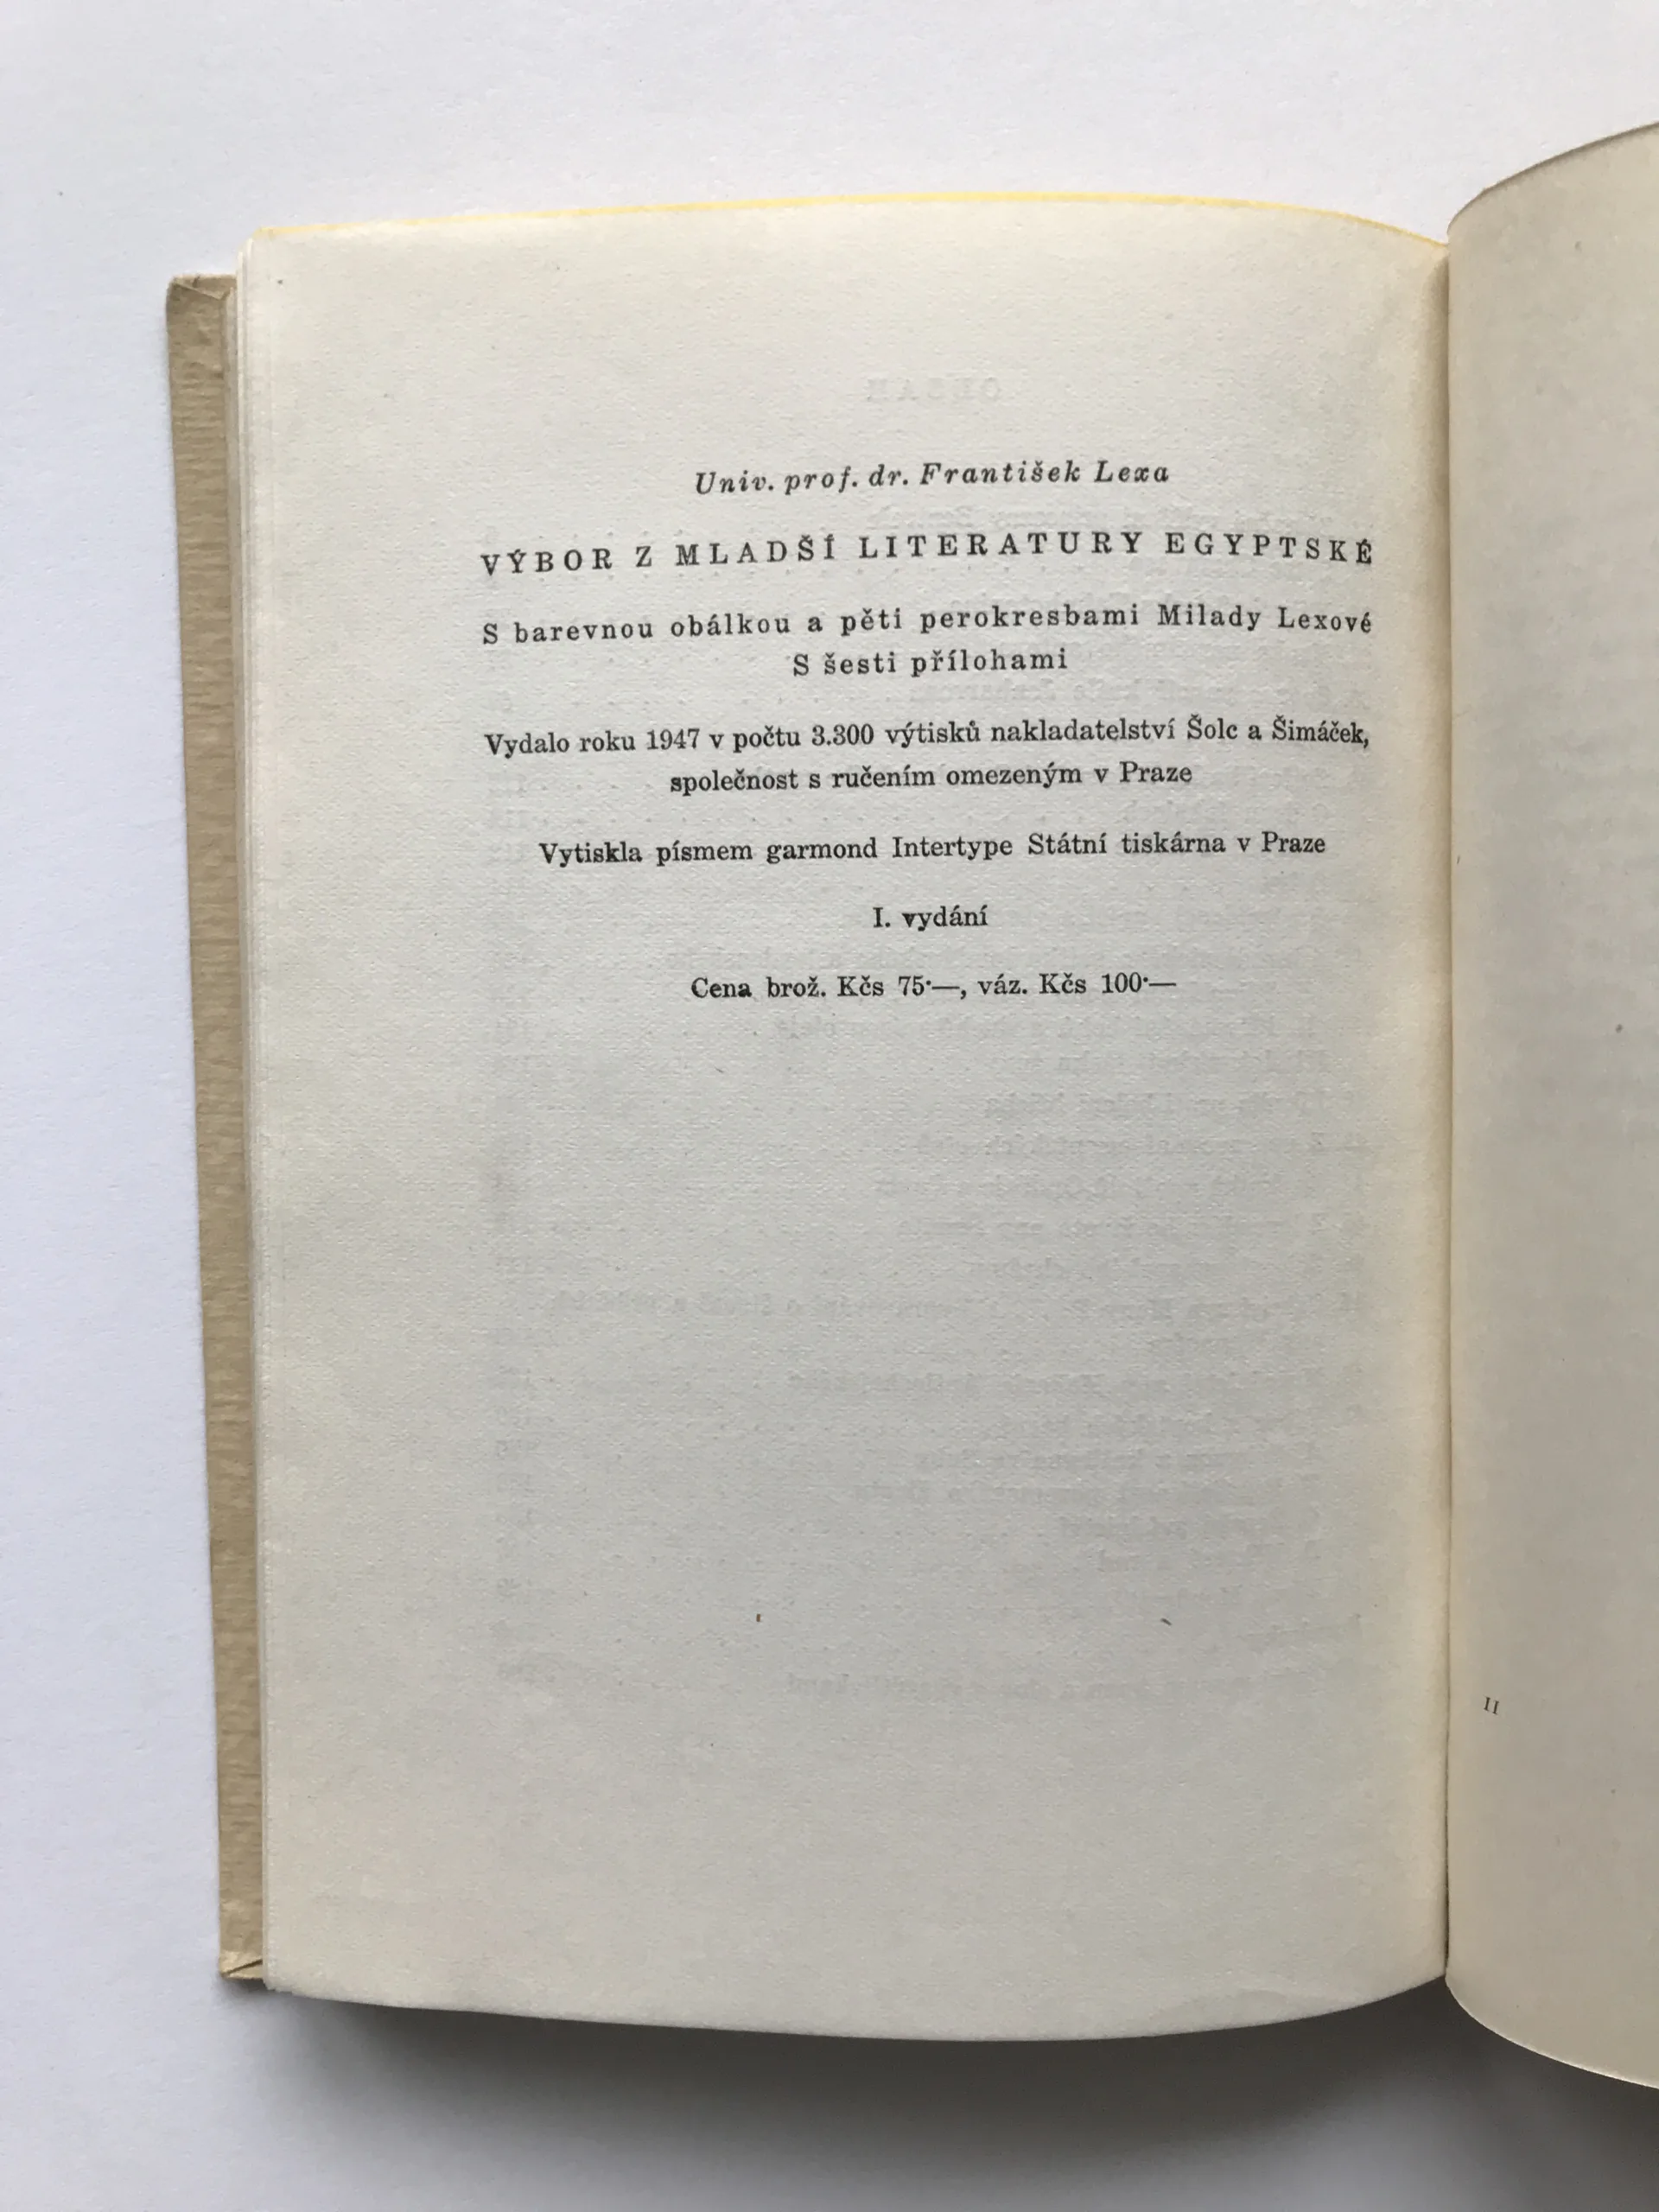 Univ. prof. dr. František Lexa
VÝBOR Z MLADŠÍ LITERATURY EGYPTSKÉ
S barevnou obálkou a pěti perokresbami Milady Lexové
S šesti přílohami
Vydalo roku 1947 v počtu 3.300 výtisků nakladatelství Šolc a Šimáček,
společnost s ručením omezeným v Praze
Vytiskla písmem garmond Intertype Státní tiskárna v Praze
I. vydání
Cena brož. Kčs 75·—, váz. Kčs 100·—
II